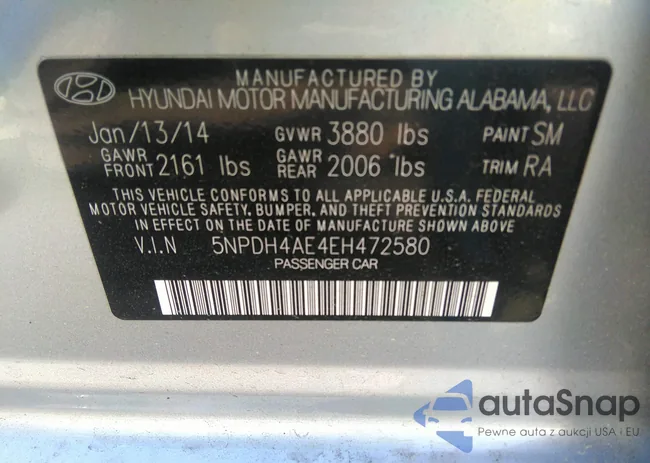 MANUFACTURED BY
HYUNDAI MOTOR MANUFACTURING ALABAMA, LLC
Jan/13/14 GVWR 3880 lbs PAINT SM
GAWR FRONT 2161 lbs GAWR REAR 2006 lbs TRIM RA
THIS VEHICLE CONFORMS TO ALL APPLICABLE U.S.A. FEDERAL
MOTOR VEHICLE SAFETY, BUMPER, AND THEFT PREVENTION STANDARDS
IN EFFECT ON THE DATE OF MANUFACTURE SHOWN ABOVE.
V.I.N 5NPDH4AE4EH472580
PASSENGER CAR
autoSnap
Pewne auta z aukcji USA i EU